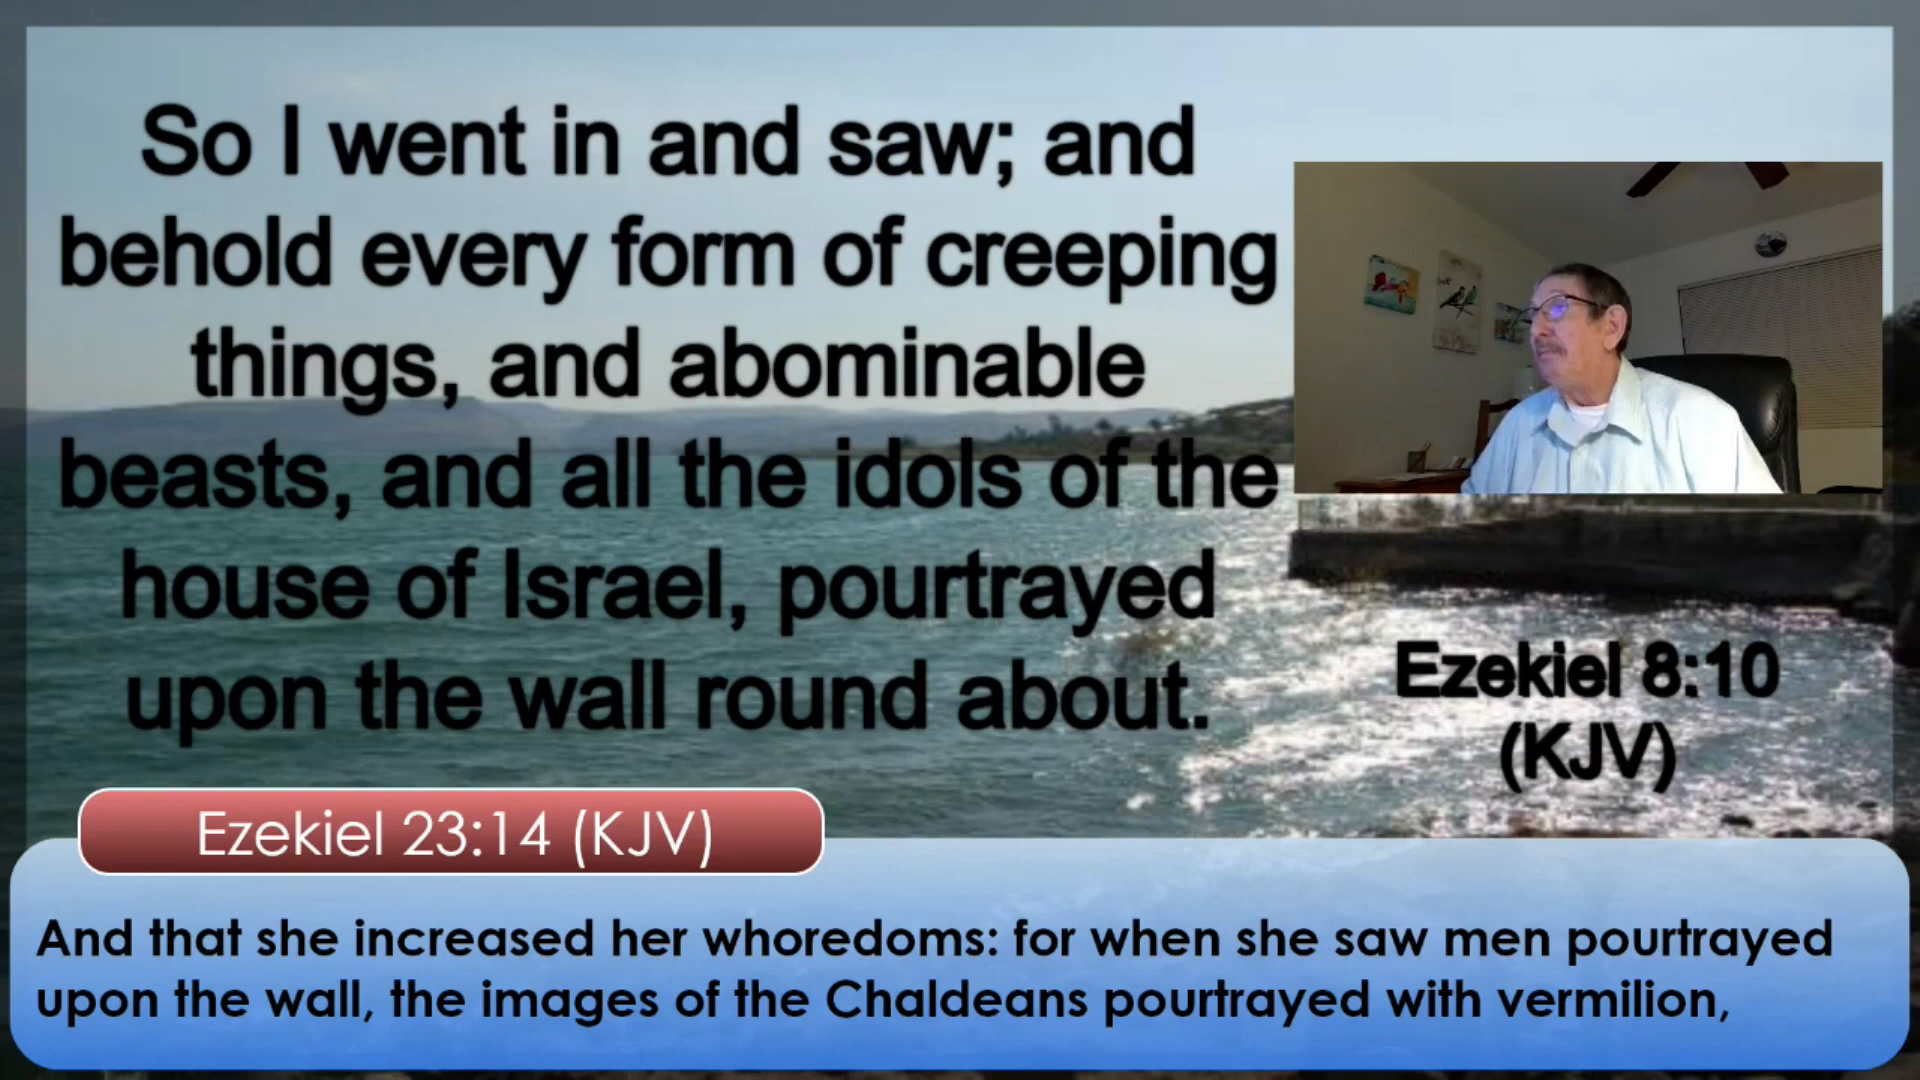 So I went in and saw; and
behold every form of creeping
things, and abominable
beasts, and all the idols of the
house of Israel, pourtrayed
upon the wall round about.
Ezekiel 8:10
(KJV)
Ezekiel 23:14 (KJV)
And that she increased her whoredoms: for when she saw men pourtrayed
upon the wall, the images of the Chaldeans pourtrayed with vermilion,